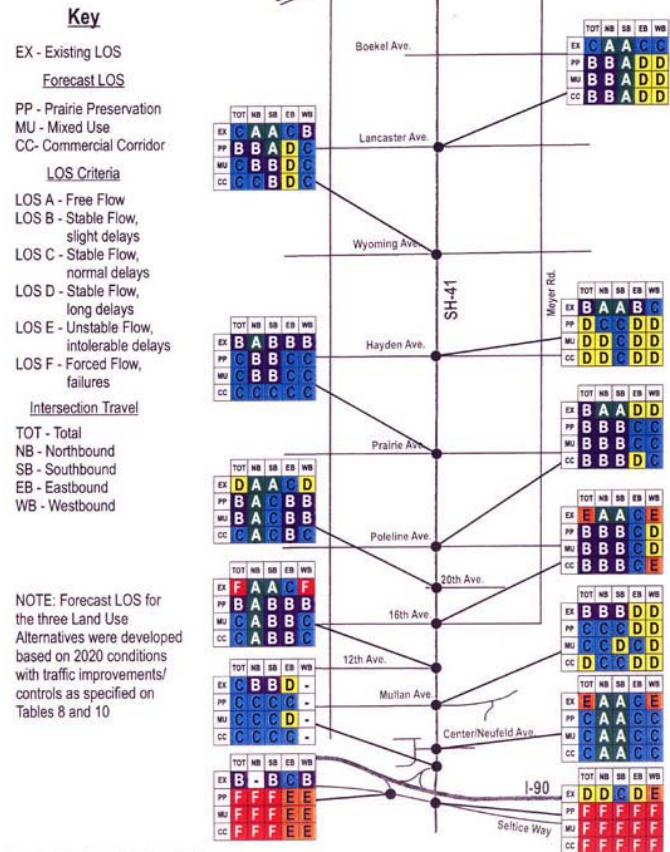 Key
EX - Existing LOS
Forecast LOS
PP - Prairie Preservation
MU - Mixed Use
CC- Commercial Corridor
LOS Criteria
LOS A - Free Flow
LOS B - Stable Flow,
slight delays
LOS C - Stable Flow,
normal delays
LOS D - Stable Flow,
long delays
LOS E - Unstable Flow,
intolerable delays
LOS F - Forced Flow,
failures
Intersection Travel
TOT - Total
NB - Northbound
SB - Southbound
EB - Eastbound
WB - Westbound
NOTE: Forecast LOS for
the three Land Use
Alternatives were developed
based on 2020 conditions
with traffic improvements/
controls as specified on
Tables 8 and 10
TOT NB SB EB WB
EX C A A C B
PP B B A D C
MU C B B D C
CC C C B D C
TOT NB SB EB WB
EX B A B B B
PP C B B C C
MU C B B C C
CC C C C C C
TOT NB SB EB WB
EX D A A C D
PP B A C B B
MU B A C B B
CC C A C B C
TOT NB SB EB WB
EX F A A C F
PP B A B B B
MU C A B B C
CC C A B B C
TOT NB SB EB WB
EX C B B D -
PP C C C C -
MU C C C D -
CC C C C C -
TOT NB SB EB WB
EX B - B C B
PP F F F E E
MU F F F E E
CC F F F E E
Boekel Ave.
Lancaster Ave.
Wyoming Ave.
SH-41
Meyer Rd.
Hayden Ave.
Prairie Ave.
Poleline Ave.
20th Ave.
16th Ave.
12th Ave.
Mullan Ave.
Center/Neufeld Ave.
I-90
Seltice Way
TOT NB SB EB WB
EX C A A C C
PP B B A D D
MU B B A D D
CC B B A D D
TOT NB SB EB WB
EX B A A B C
PP D C C D D
MU D D C D D
CC D D C D D
TOT NB SB EB WB
EX B A A D D
PP B B B C C
MU B B B C C
CC B B B D C
TOT NB SB EB WB
EX E A A C E
PP B B B C D
MU B B B C D
CC B B B C E
TOT NB SB EB WB
EX B B B D D
PP C C C D D
MU C C D C D
CC D C C D D
TOT NB SB EB WB
EX E A A C E
PP C A A C C
MU C A A C C
CC C A A C C
TOT NB SB EB WB
EX D D C D E
PP F F F F F
MU F F F F F
CC F F F F F